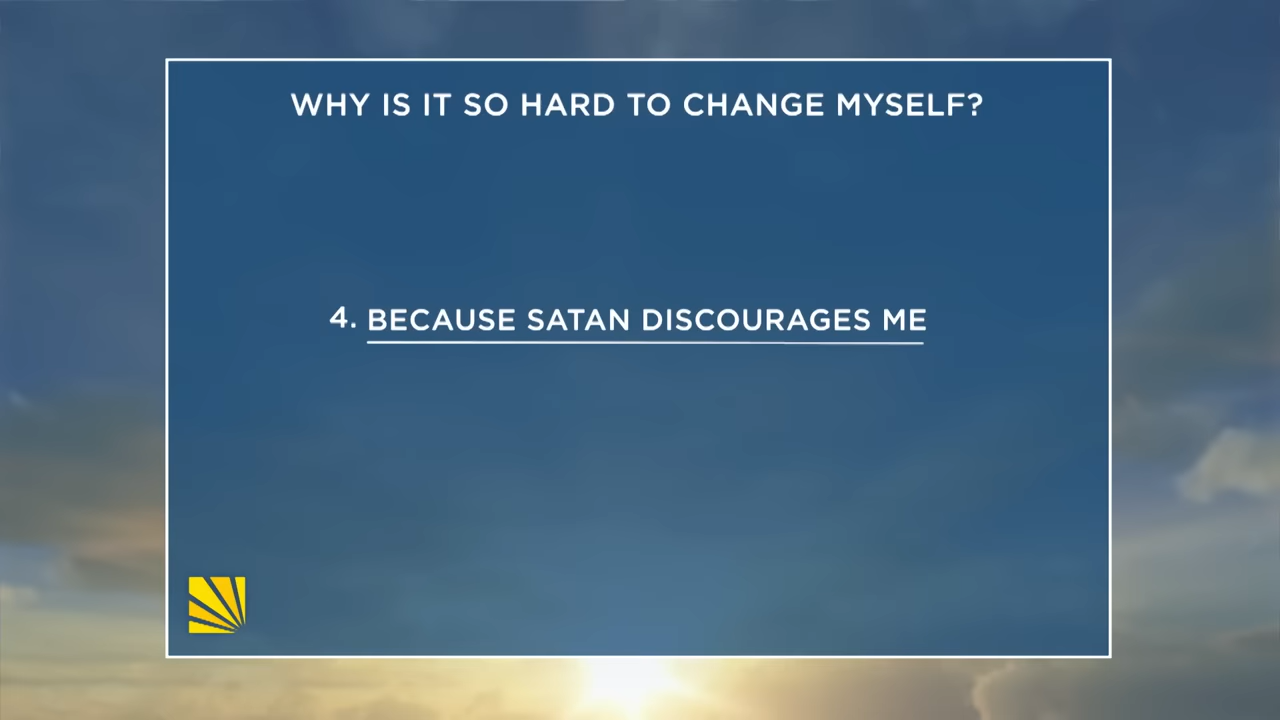 WHY IS IT SO HARD TO CHANGE MYSELF?
4. BECAUSE SATAN DISCOURAGES ME